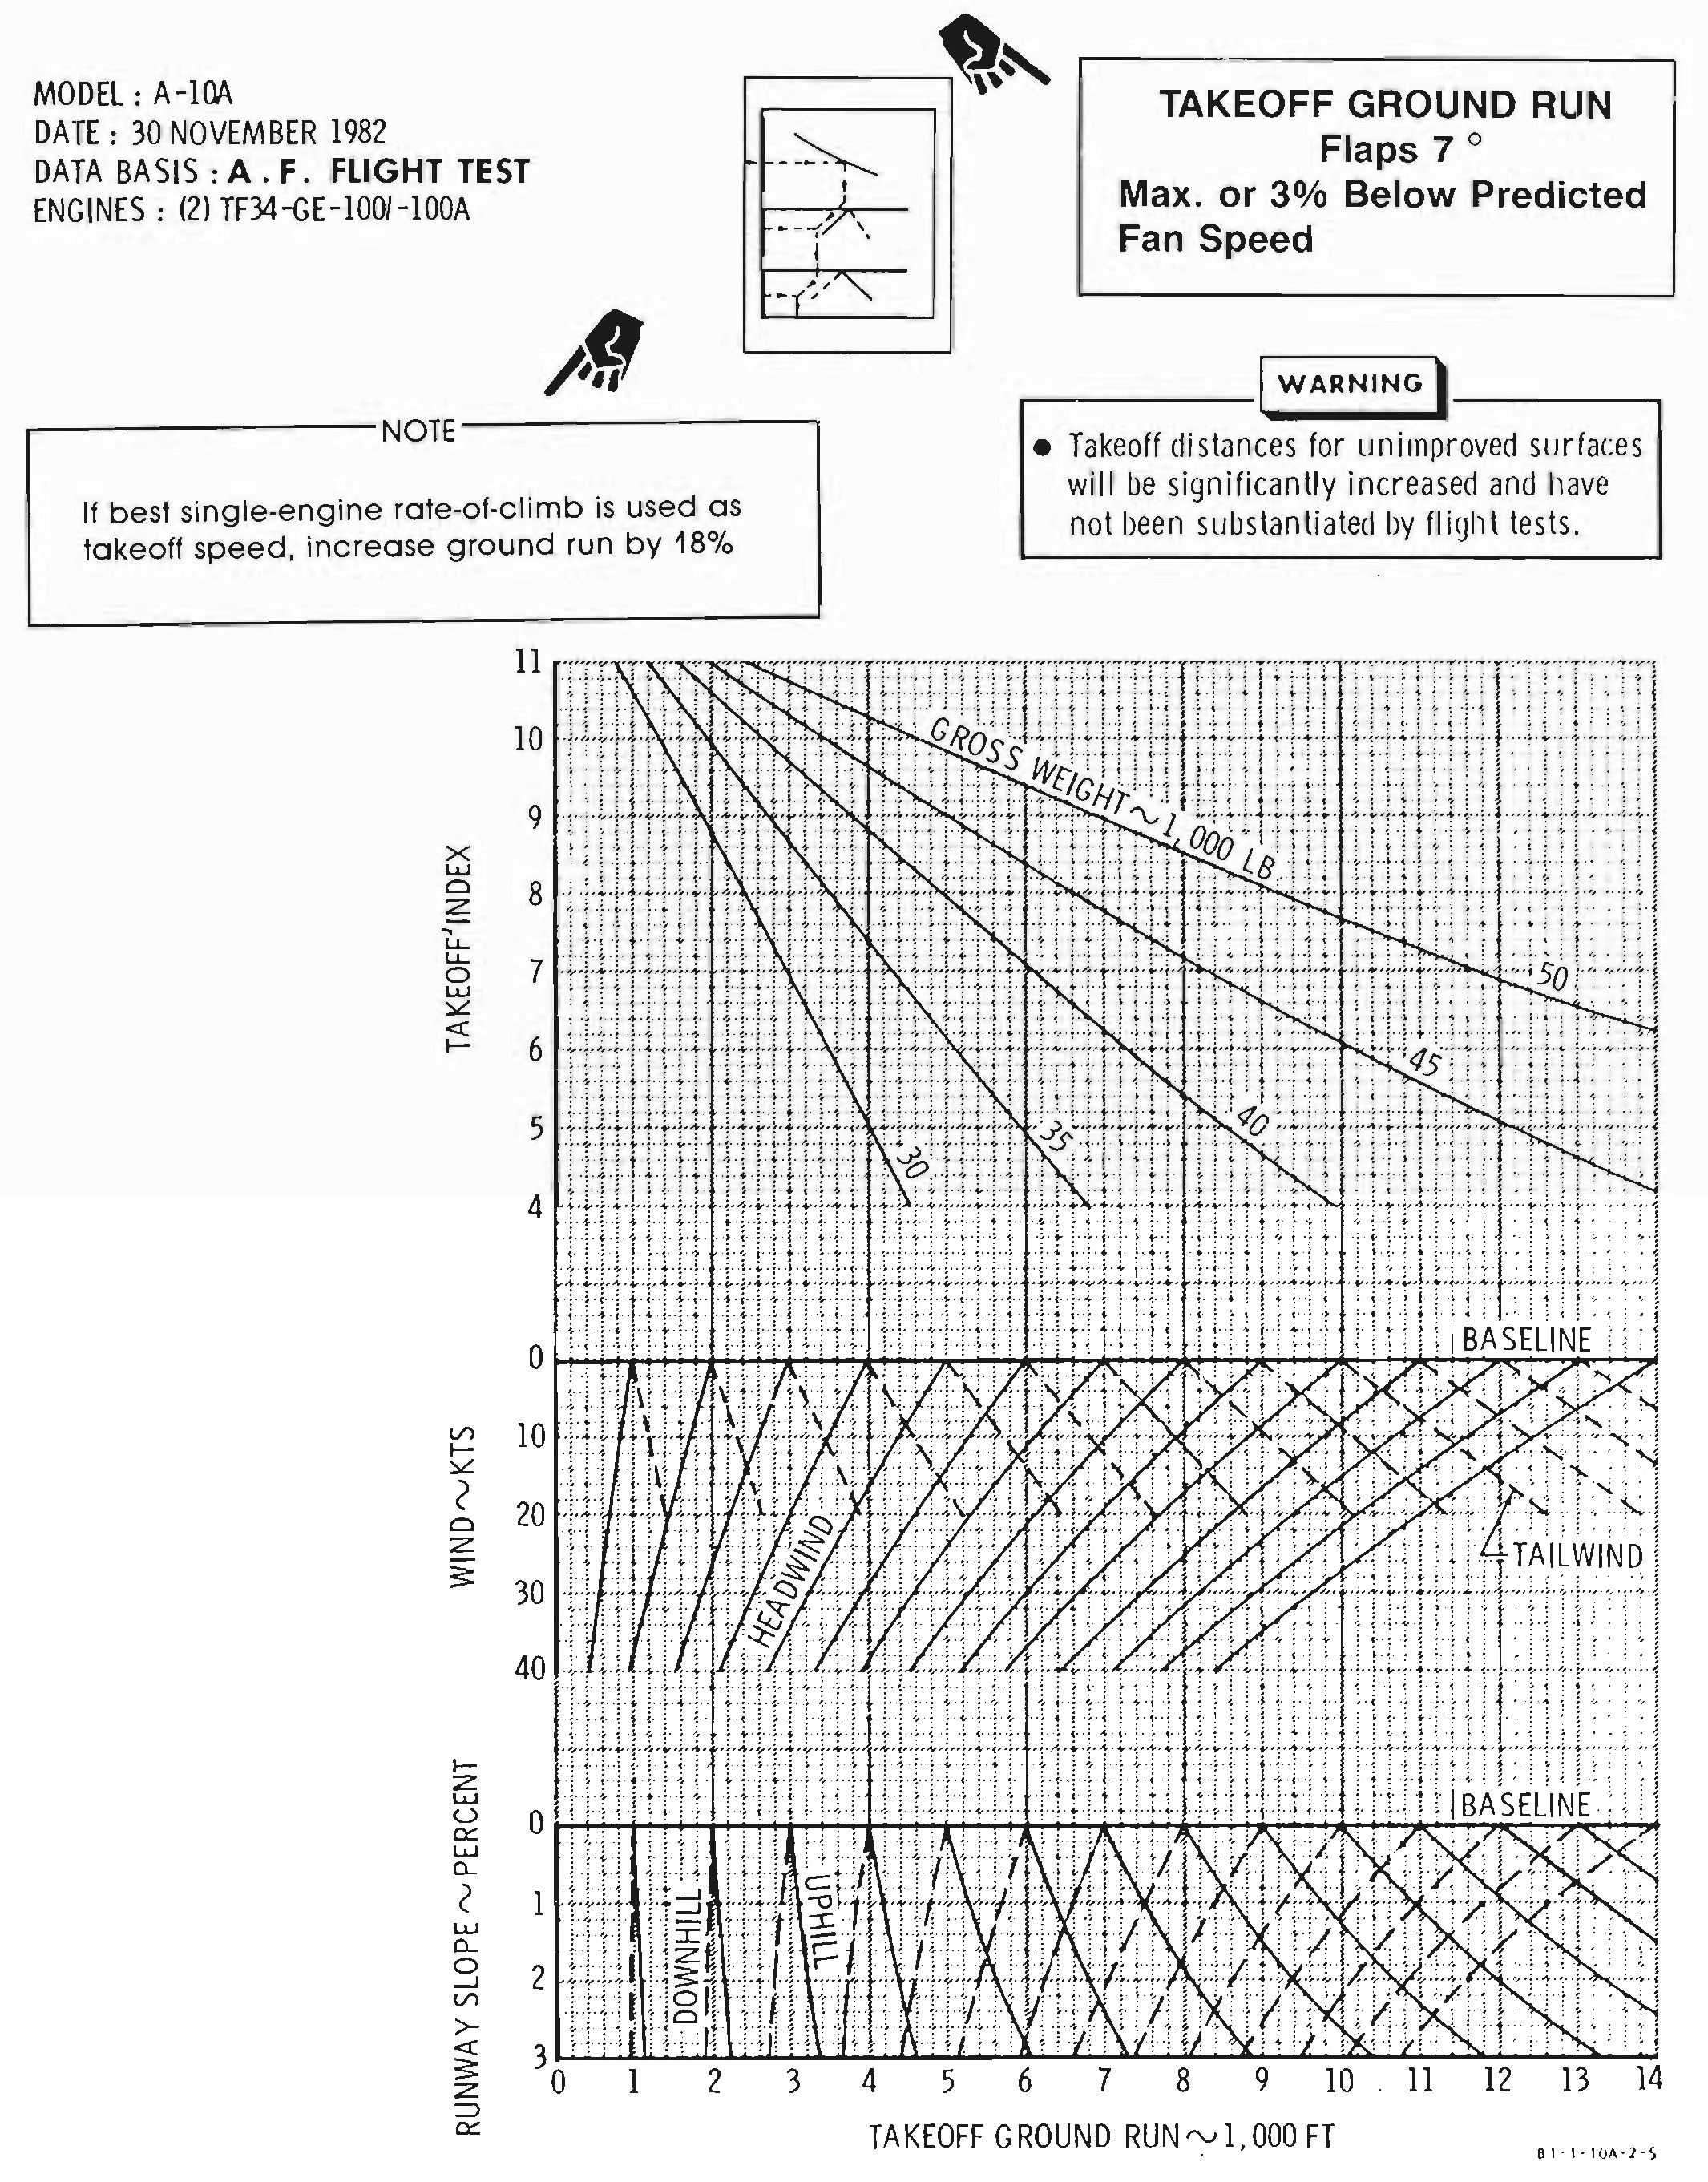 MODEL : A-10A
DATE : 30 NOVEMBER 1982
DATA BASIS : A . F. FLIGHT TEST
ENGINES : (2) TF34-GE-100/-100A
TAKEOFF GROUND RUN
Flaps 7 °
Max. or 3% Below Predicted
Fan Speed
NOTE
If best single-engine rate-of-climb is used as
takeoff speed, increase ground run by 18%
WARNING
● Takeoff distances for unimproved surfaces
will be significantly increased and have
not been substantiated by flight tests.
TAKEOFF'INDEX
11
10
9
8
7
6
5
4
GROSS WEIGHT ~ 1,000 LB
50
45
40
35
30
WIND ~ KTS
0
10
20
30
40
BASELINE
HEADWIND
TAILWIND
RUNWAY SLOPE ~ PERCENT
0
1
2
3
BASELINE
DOWNHILL
UPHILL
0 1 2 3 4 5 6 7 8 9 10 11 12 13 14
TAKEOFF GROUND RUN ~ 1,000 FT
B1-1-10A-2-5